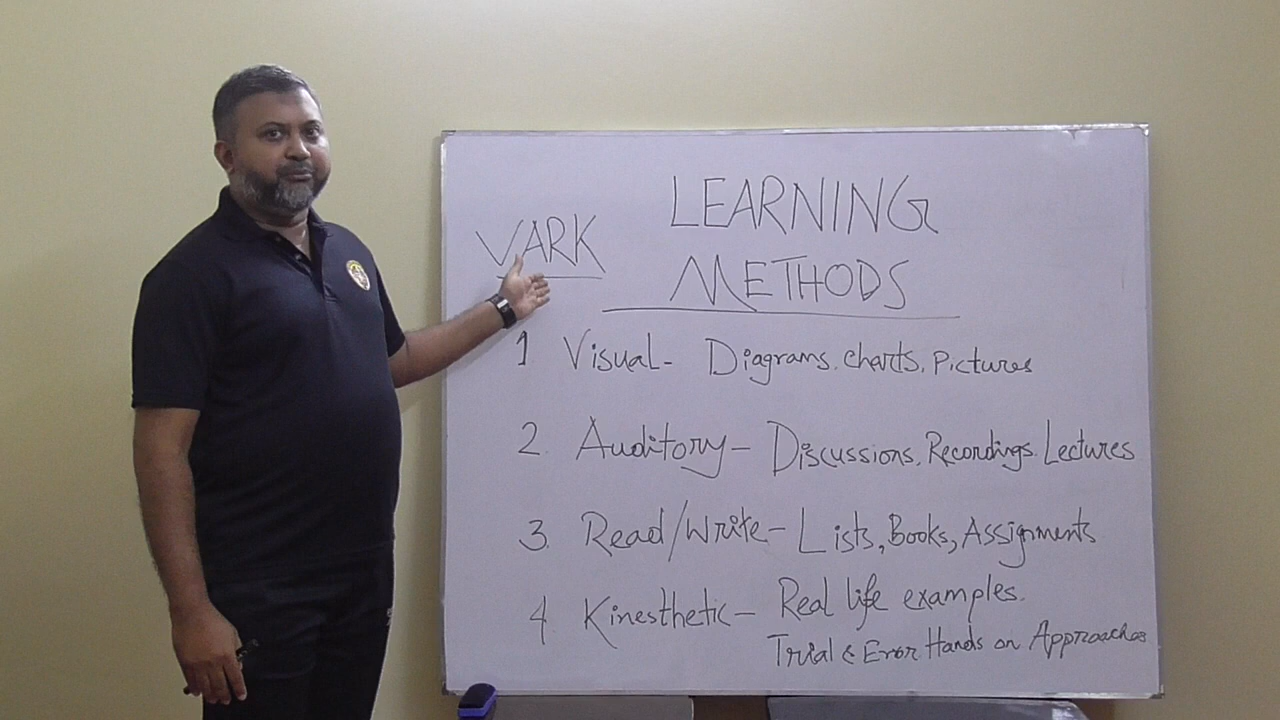 LEARNING
VARK
METHODS
1 Visual - Diagrams, charts, Pictures
2. Auditory - Discussions, Recordings. Lectures
3. Read/Write - Lists, Books, Assignments
4 Kinesthetic - Real life examples.
Trial & Error Hands on Approaches